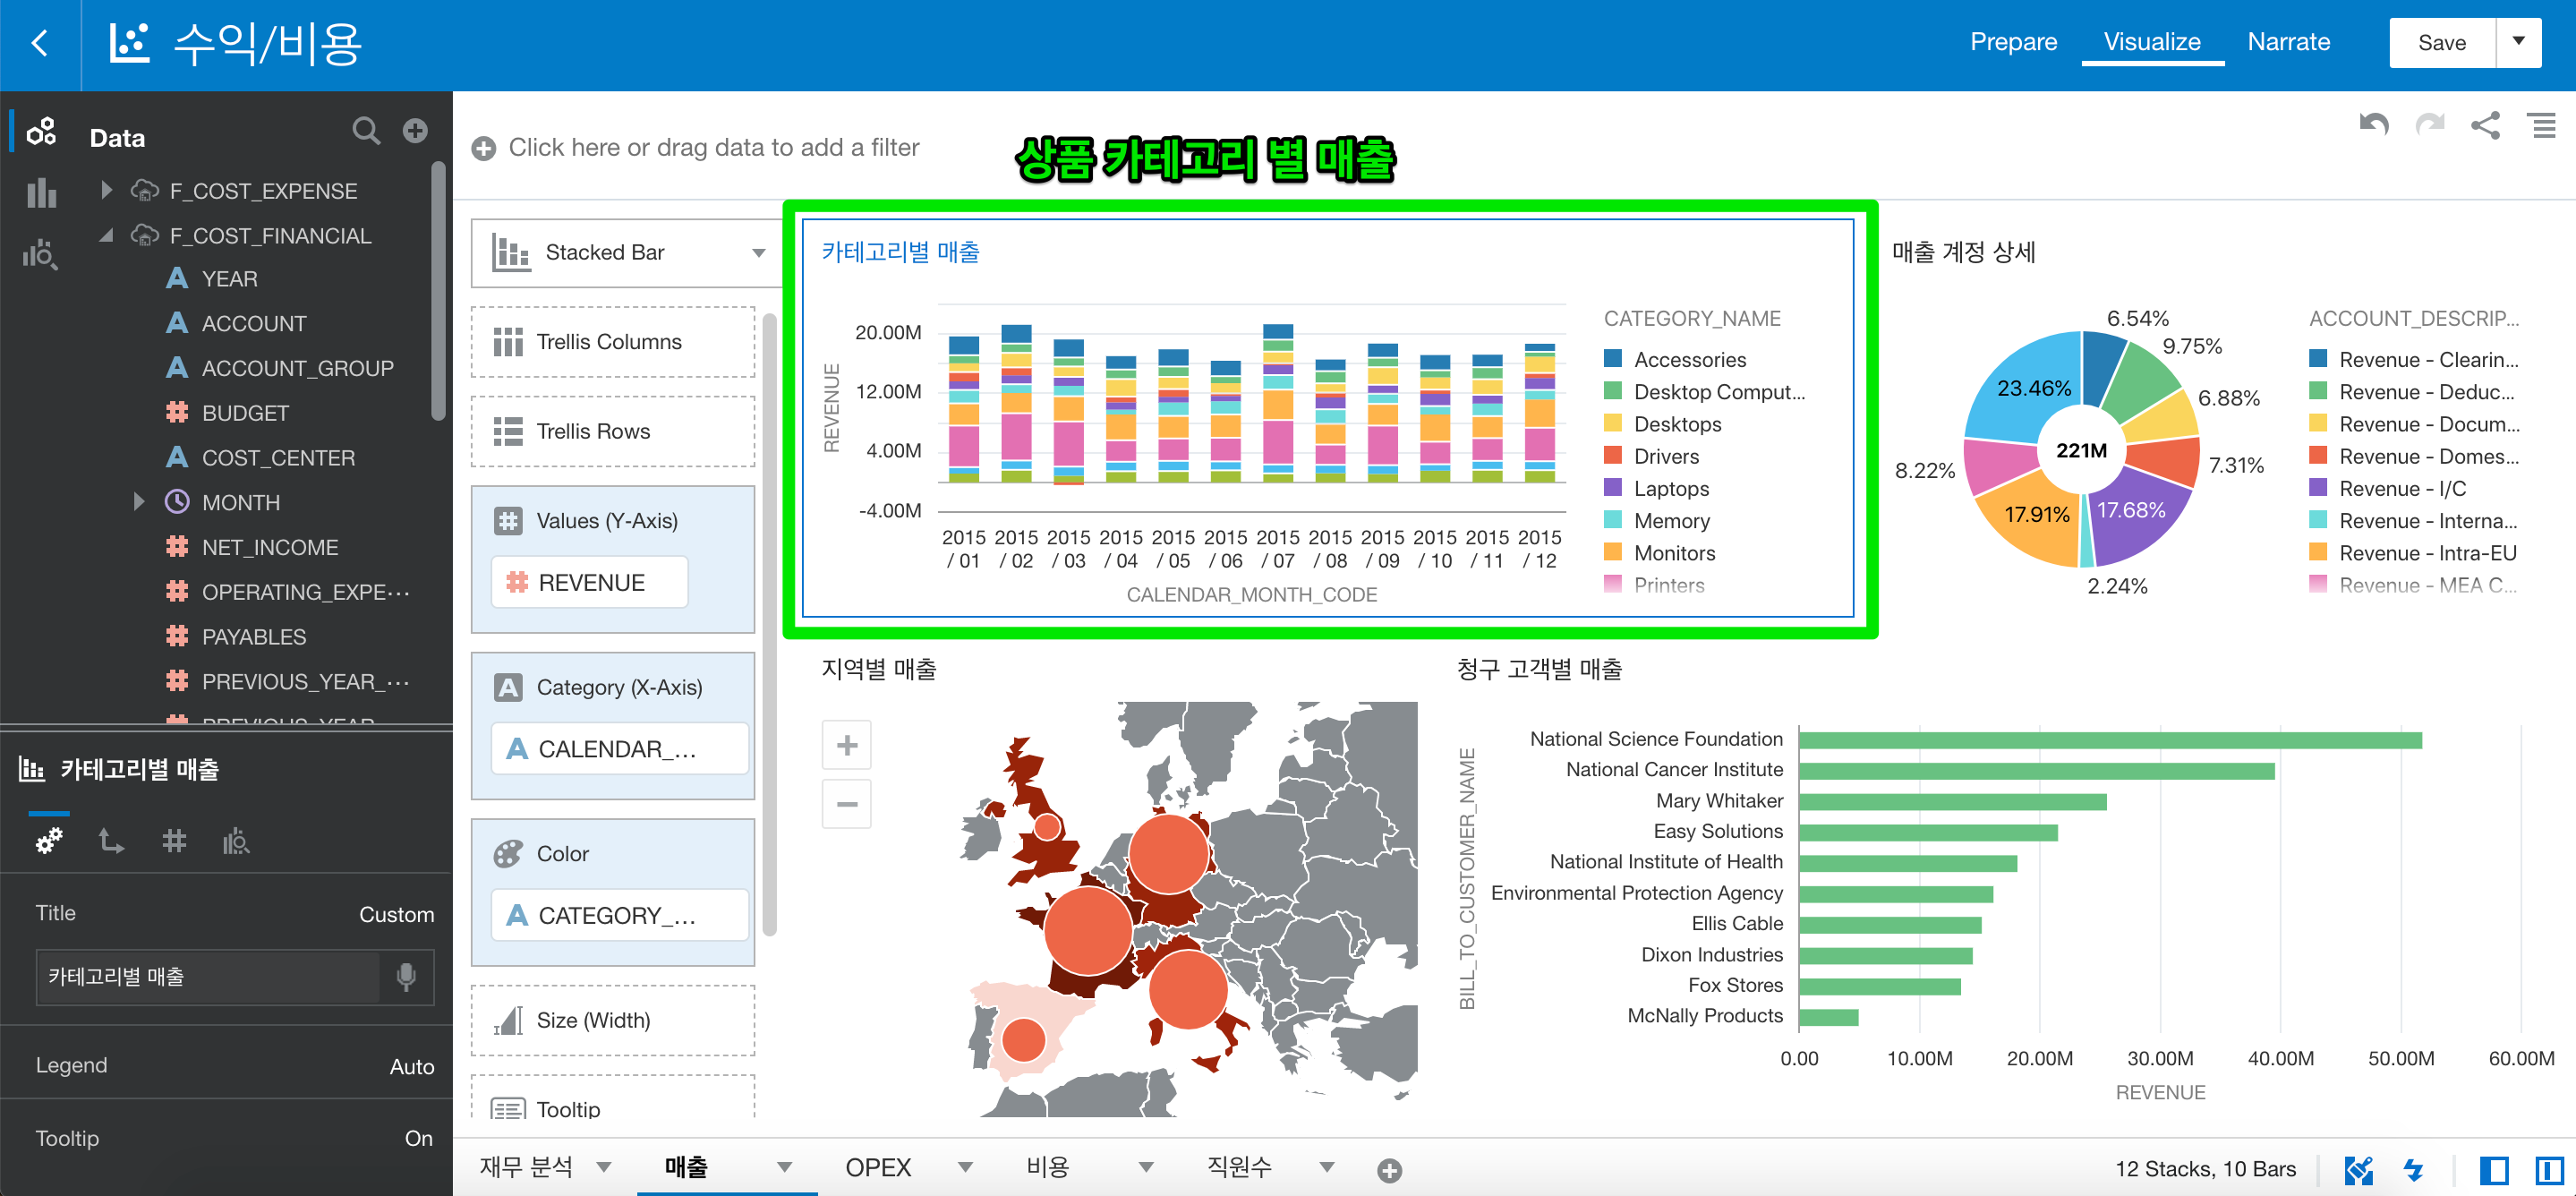 수익/비용
Prepare
Visualize
Narrate
Save
Data
F_COST_EXPENSE
F_COST_FINANCIAL
YEAR
ACCOUNT
ACCOUNT_GROUP
BUDGET
COST_CENTER
MONTH
NET_INCOME
OPERATING_EXPE...
PAYABLES
PREVIOUS_YEAR_...
카테고리별 매출
Title
Custom
카테고리별 매출
Legend
Auto
Tooltip
On
Click here or drag data to add a filter
상품 카테고리 별 매출
Stacked Bar
Trellis Columns
Trellis Rows
Values (Y-Axis)
REVENUE
Category (X-Axis)
CALENDAR_...
Color
CATEGORY_...
Size (Width)
Tooltip
카테고리별 매출
REVENUE
20.00M
12.00M
4.00M
-4.00M
2015 2015 2015 2015 2015 2015 2015 2015 2015 2015 2015 2015
/ 01 / 02 / 03 / 04 / 05 / 06 / 07 / 08 / 09 / 10 / 11 / 12
CALENDAR_MONTH_CODE
CATEGORY_NAME
Accessories
Desktop Comput...
Desktops
Drivers
Laptops
Memory
Monitors
Printers
매출 계정 상세
6.54%
9.75%
6.88%
7.31%
17.68%
2.24%
17.91%
8.22%
23.46%
221M
ACCOUNT_DESCRIP...
Revenue - Clearin...
Revenue - Deduc...
Revenue - Docum...
Revenue - Domes...
Revenue - I/C
Revenue - Interna...
Revenue - Intra-EU
Revenue - MEA C...
지역별 매출
청구 고객별 매출
BILL_TO_CUSTOMER_NAME
National Science Foundation
National Cancer Institute
Mary Whitaker
Easy Solutions
National Institute of Health
Environmental Protection Agency
Ellis Cable
Dixon Industries
Fox Stores
McNally Products
0.00 10.00M 20.00M 30.00M 40.00M 50.00M 60.00M
REVENUE
재무 분석
매출
OPEX
비용
직원수
12 Stacks, 10 Bars